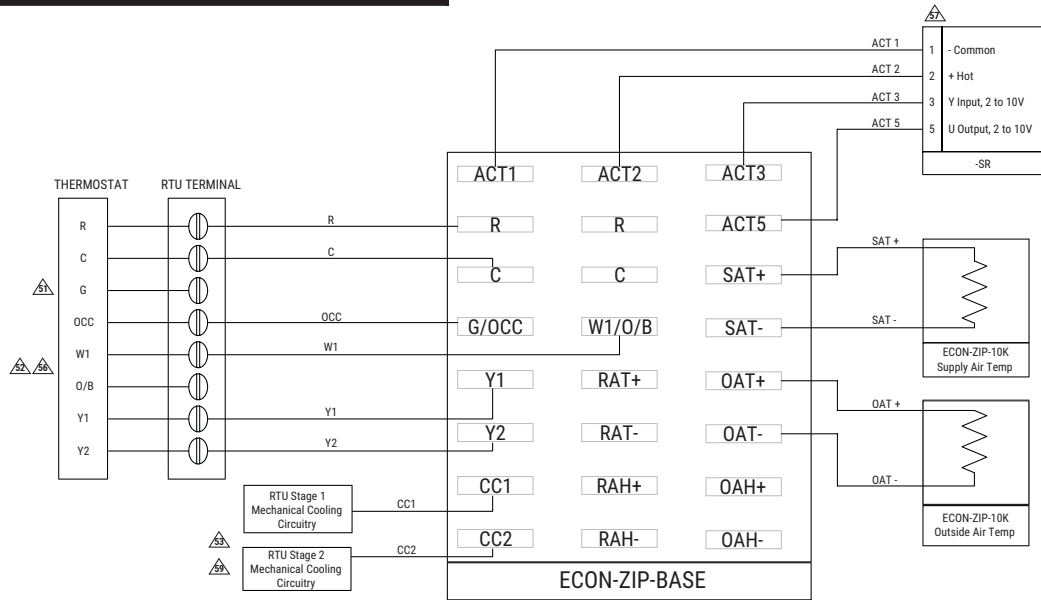 57
ACT 1
1
- Common
ACT 2
2
+ Hot
ACT 3
3
Y Input, 2 to 10V
ACT 5
5
U Output, 2 to 10V
-SR
THERMOSTAT
RTU TERMINAL
R
C
51
G
OCC
W1
52
56
O/B
Y1
Y2
R
C
OCC
W1
Y1
Y2
ACT1
ACT2
ACT3
R
R
ACT5
C
C
SAT+
G/OCC
W1/O/B
SAT-
Y1
RAT+
OAT+
Y2
RAT-
OAT-
CC1
RAH+
OAH+
CC2
RAH-
OAH-
ECON-ZIP-BASE
SAT +
SAT -
ECON-ZIP-10K
Supply Air Temp
OAT +
OAT -
ECON-ZIP-10K
Outside Air Temp
RTU Stage 1
Mechanical Cooling
Circuitry
CC1
53
59
RTU Stage 2
Mechanical Cooling
Circuitry
CC2